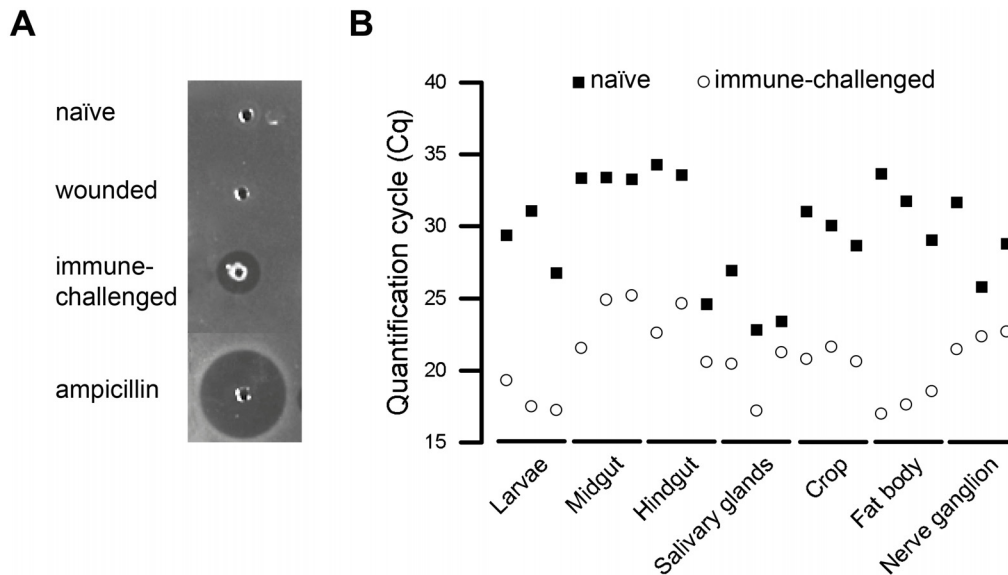 A
naïve
wounded
immune-
challenged
ampicillin
B
Quantification cycle (Cq)
40
35
30
25
20
15
naïve
immune-challenged
Larvae
Midgut
Hindgut
Salivary glands
Crop
Fat body
Nerve ganglion